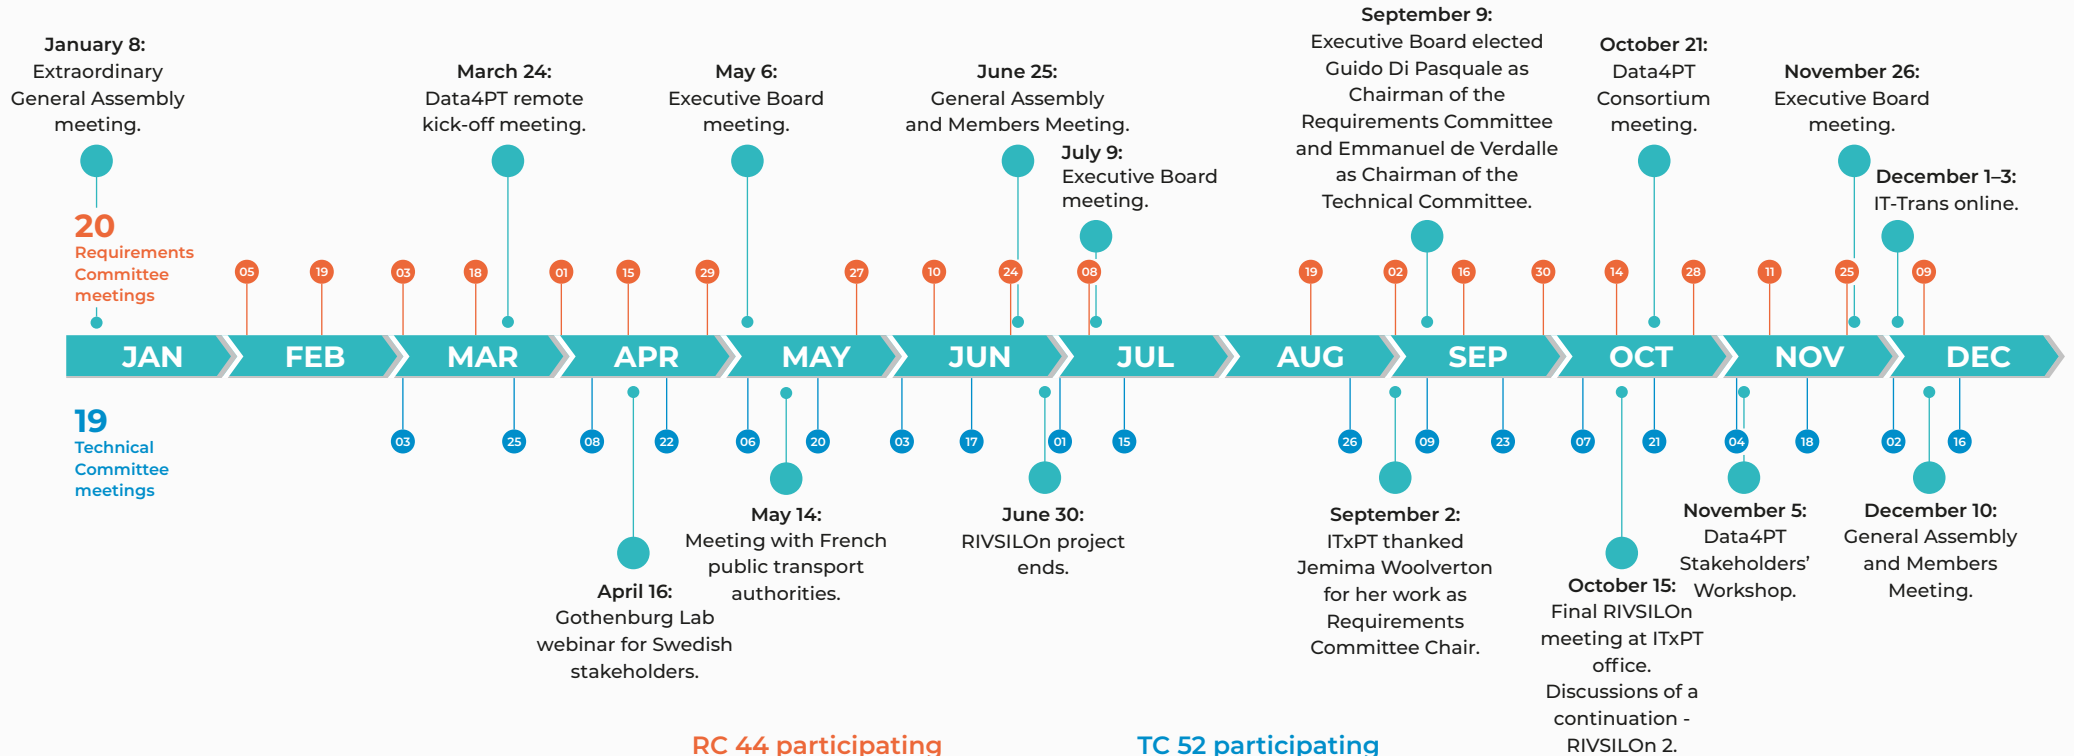 January 8:
Extraordinary
General Assembly
meeting.
March 24:
Data4PT remote
kick-off meeting.
May 6:
Executive Board
meeting.
June 25:
General Assembly
and Members Meeting.
July 9:
Executive Board
meeting.
September 9:
Executive Board elected
Guido Di Pasquale as
Chairman of the
Requirements Committee
and Emmanuel de Verdalle
as Chairman of the
Technical Committee.
October 21:
Data4PT
Consortium
meeting.
November 26:
Executive Board
meeting.
December 1–3:
IT-Trans online.
20
Requirements
Committee
meetings
05 19 03 18 01 15 29 27 10 24 08 19 02 16 30 14 28 11 25 09
JAN FEB MAR APR MAY JUN JUL AUG SEP OCT NOV DEC
19
Technical
Committee
meetings
03 25 08 22 06 20 03 17 01 15 26 09 23 07 21 04 18 02 16
April 16:
Gothenburg Lab
webinar for Swedish
stakeholders.
May 14:
Meeting with French
public transport
authorities.
June 30:
RIVSILOn project
ends.
September 2:
ITxPT thanked
Jemima Woolverton
for her work as
Requirements
Committee Chair.
October 15:
Final RIVSILOn
meeting at ITxPT
office.
Discussions of a
continuation -
RIVSILOn 2.
November 5:
Data4PT
Stakeholders’
Workshop.
December 10:
General Assembly
and Members
Meeting.
RC 44 participating
TC 52 participating